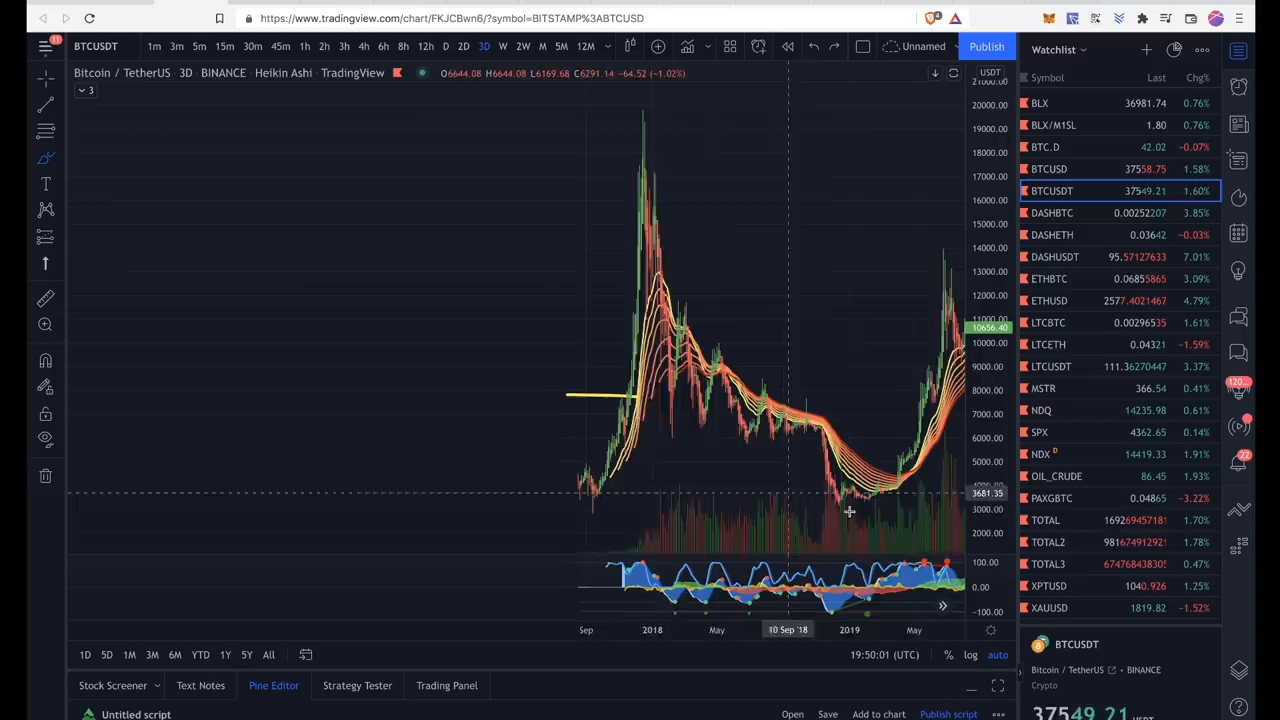 https://www.tradingview.com/chart/FKJCBwn6/?symbol=BITSTAMP%3ABTCUSD
31 BTCUSDT 1m 3m 5m 15m 30m 45m 1h 2h 3h 4h 6h 8h 12h D 2D 3D W 2W M 5M 12M Unnamed Publish Watchlist
Bitcoin / TetherUS 3D BINANCE Heikin Ashi TradingView O6644.08 H6644.08 L6169.68 C6291.14 −64.52 (−1.02%) USDT
3
Symbol Last Chg%
BLX 36981.74 0.76%
BLX/M1SL 1.80 0.76%
BTC.D 42.02 −0.07%
BTCUSD 37558.75 1.58%
BTCUSDT 37549.21 1.60%
DASHBTC 0.00252207 3.85%
DASHETH 0.03642 −0.03%
DASHUSDT 95.57127633 7.01%
ETHBTC 0.06855865 3.09%
ETHUSD 2577.4021467 4.79%
LTCBTC 0.00296535 1.61%
LTCETH 0.04321 −1.59%
LTCUSDT 111.36270447 3.37%
MSTR 366.54 0.41%
NDQ 14235.98 0.61%
SPX 4362.65 0.14%
NDX D 14419.33 1.91%
OIL_CRUDE 86.45 1.93%
PAXGBTC 0.04865 −3.22%
TOTAL 169269457181 1.70%
TOTAL2 981674912921 1.78%
TOTAL3 67476843830 0.47%
XPTUSD 1040.926 1.25%
XAUUSD 1819.82 −1.52%
21000.00
20000.00
19000.00
18000.00
17000.00
16000.00
15000.00
14000.00
13000.00
12000.00
11000.00
10656.40
10000.00
9000.00
8000.00
7000.00
6000.00
5000.00
3681.35
3000.00
2000.00
100.00
0.00
−100.00
120...
22
Sep 2018 May 10 Sep '18 2019 May
1D 5D 1M 3M 6M YTD 1Y 5Y All 19:50:01 (UTC) % log auto
Stock Screener Text Notes Pine Editor Strategy Tester Trading Panel
Untitled script Open Save Add to chart Publish script
BTCUSDT
Bitcoin / TetherUS BINANCE
Crypto
37549.21